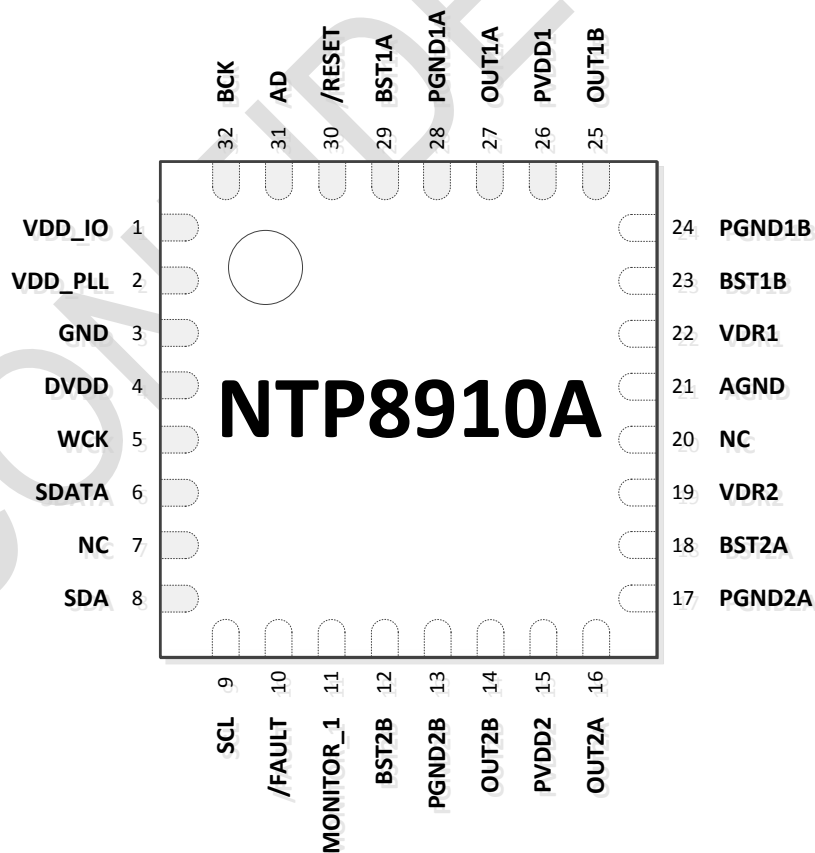 BCK
AD
/RESET
BST1A
PGND1A
OUT1A
PVDD1
OUT1B
32
31
30
29
28
27
26
25
VDD_IO 1
VDD_PLL 2
GND 3
DVDD 4
WCK 5
SDATA 6
NC 7
SDA 8
NTP8910A
24 PGND1B
23 BST1B
22 VDR1
21 AGND
20 NC
19 VDR2
18 BST2A
17 PGND2A
9
10
11
12
13
14
15
16
SCL
/FAULT
MONITOR_1
BST2B
PGND2B
OUT2B
PVDD2
OUT2A